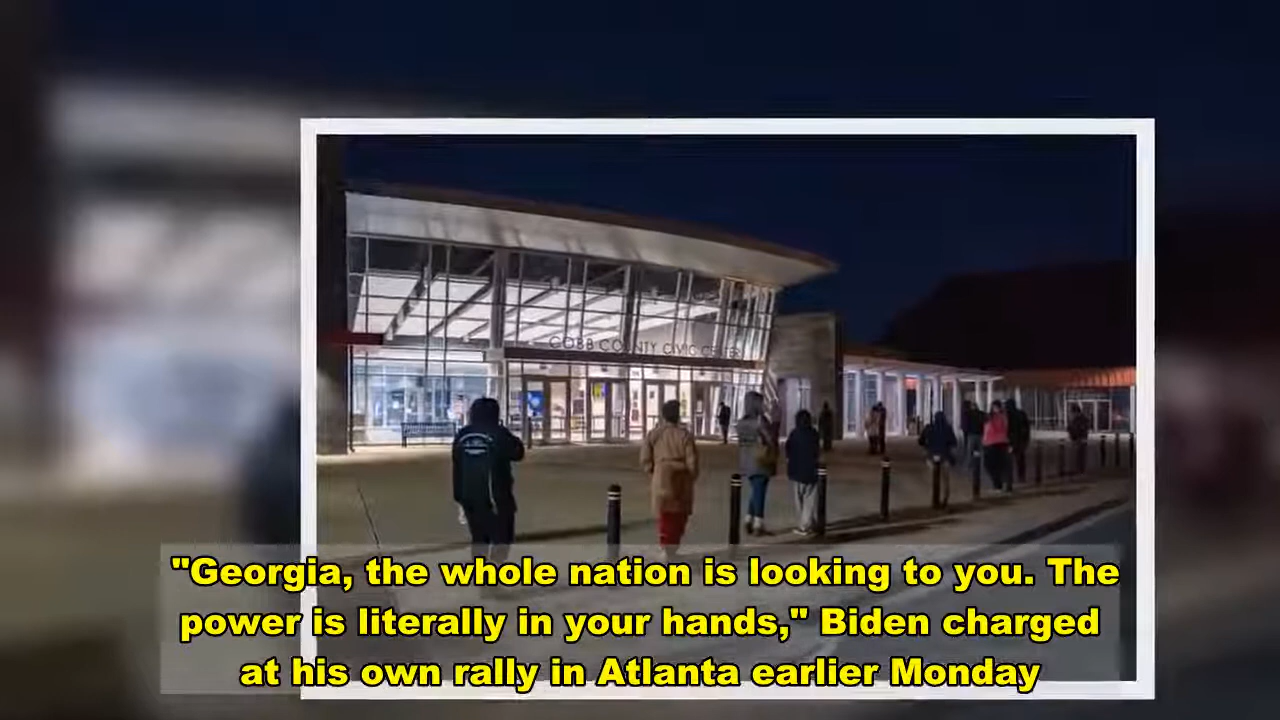 COBB COUNTY CIVIC CENTER
"Georgia, the whole nation is looking to you. The
power is literally in your hands," Biden charged
at his own rally in Atlanta earlier Monday